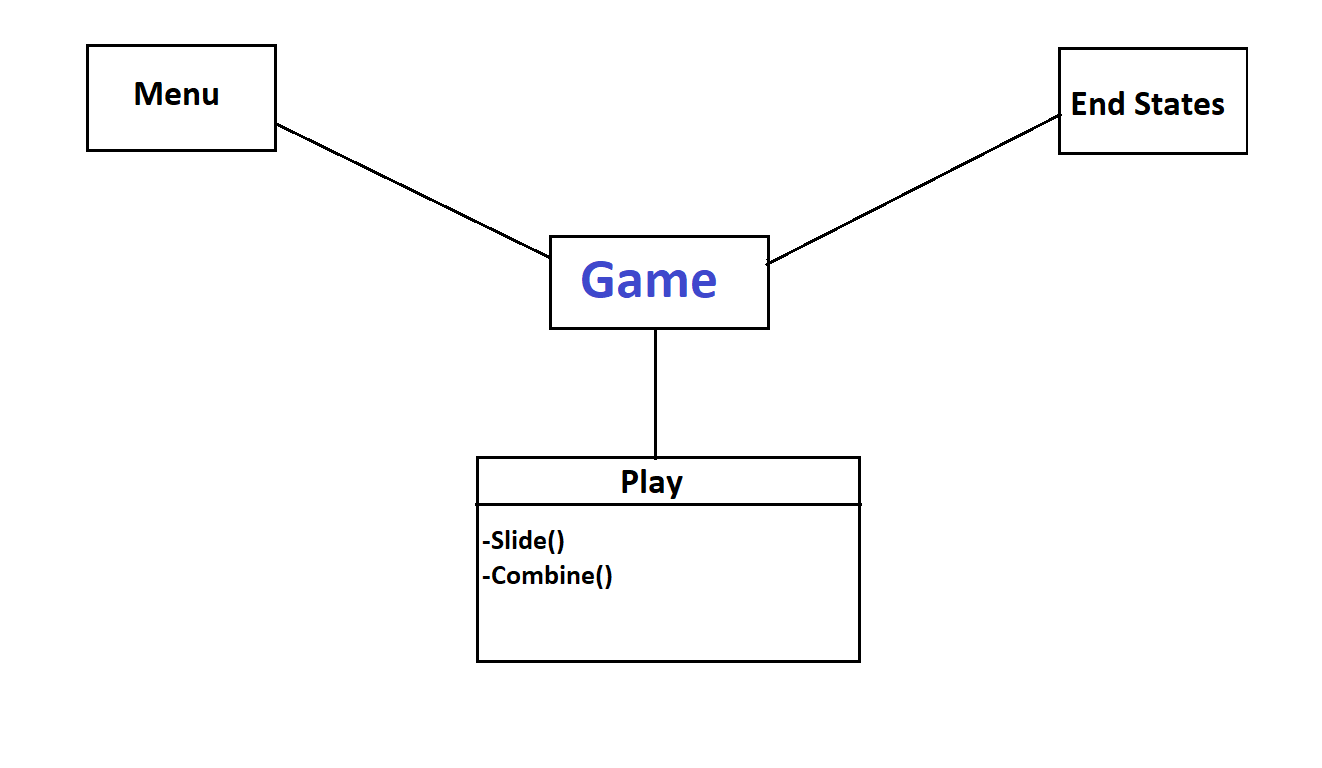 Menu
End States
Game
Play
-Slide()
-Combine()